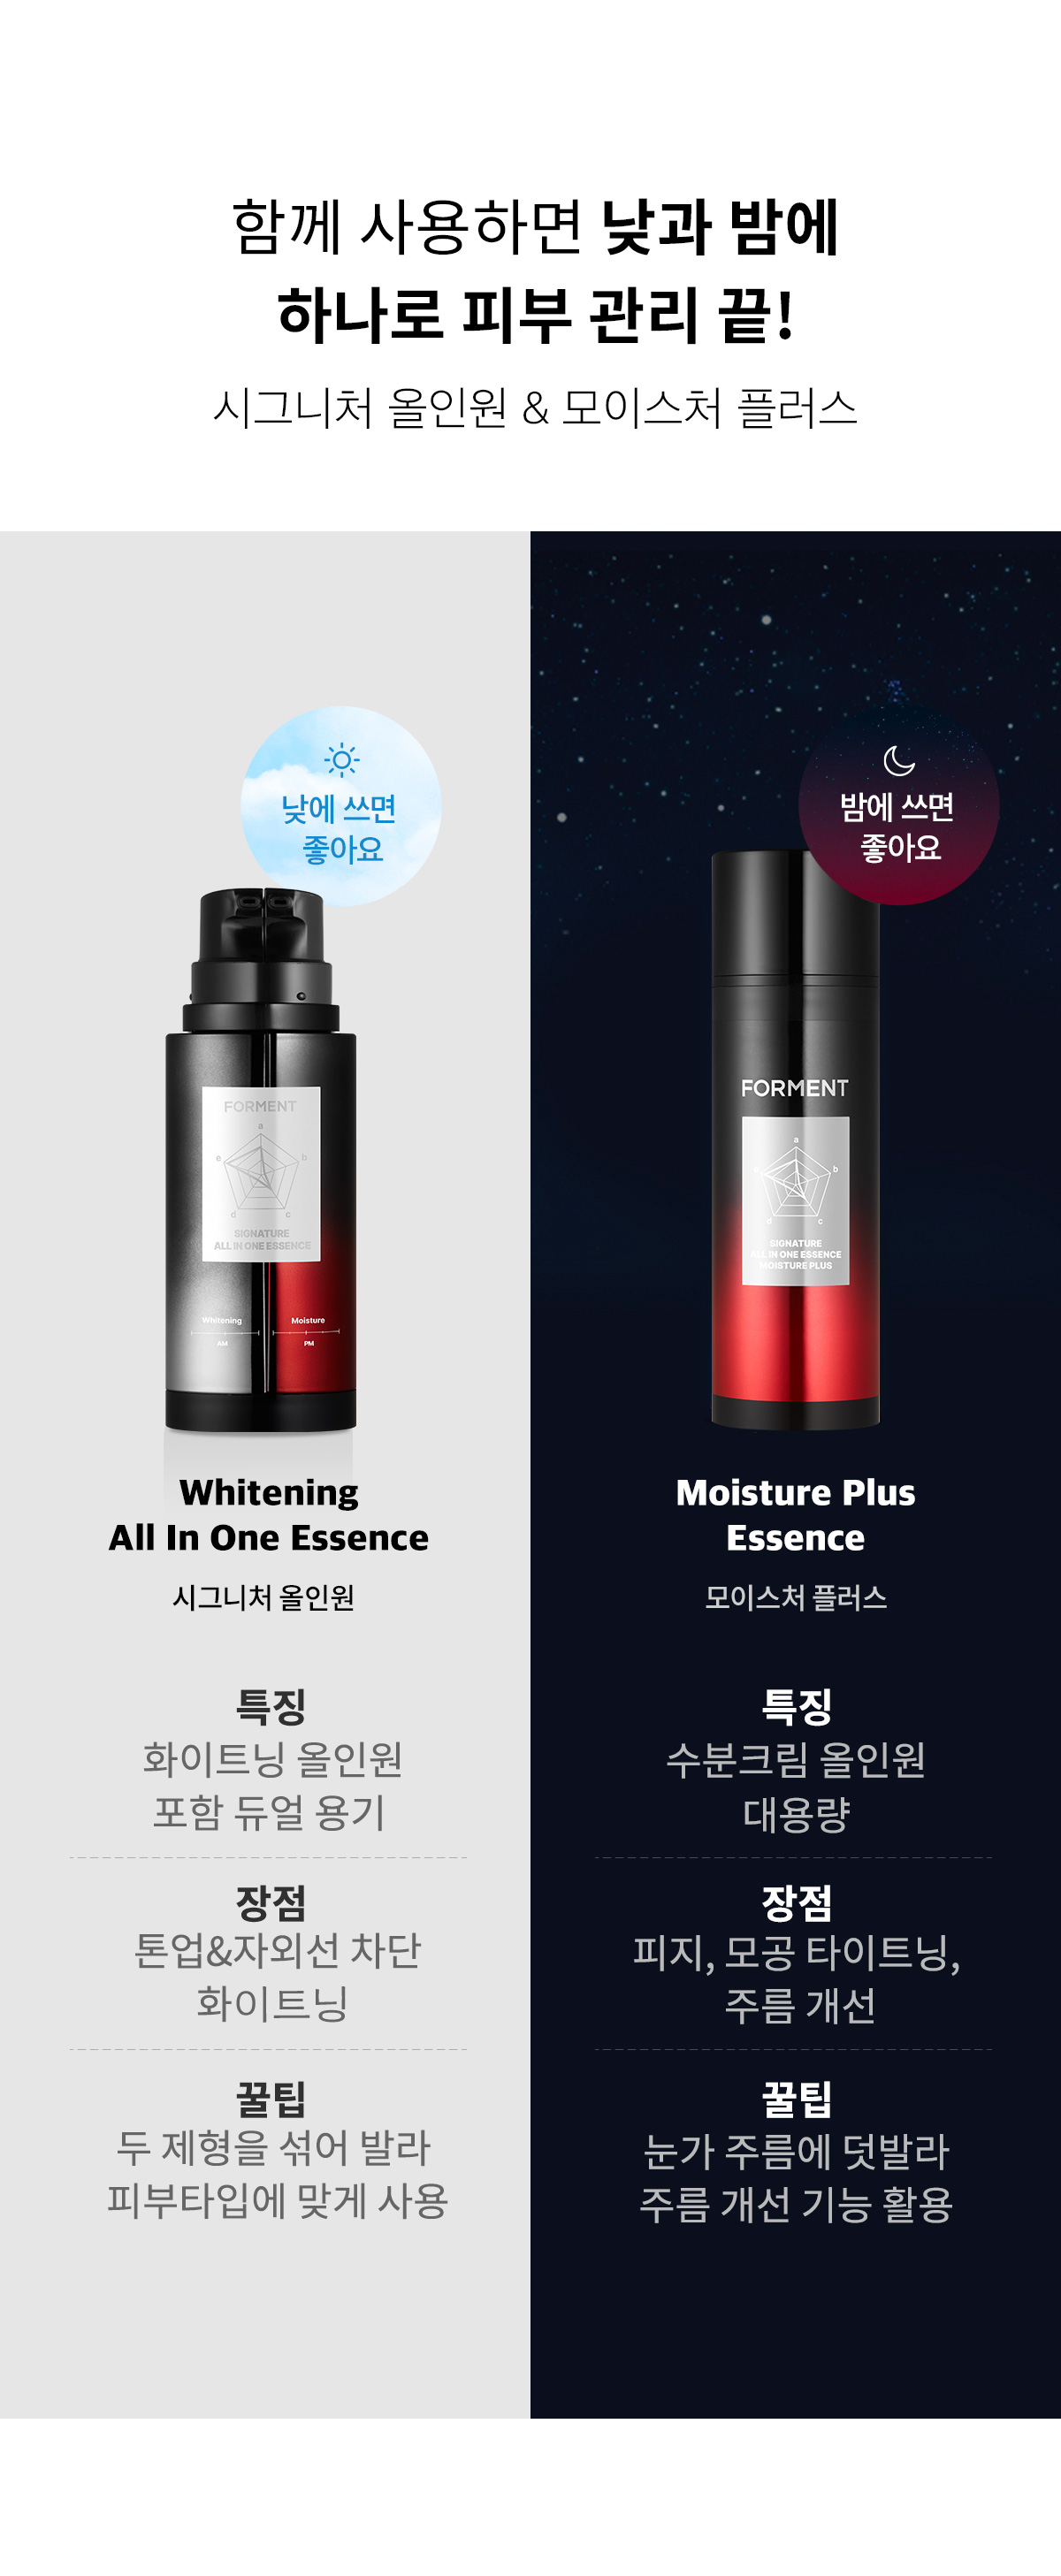 함께 사용하면 낮과 밤에
하나로 피부 관리 끝!
시그니처 올인원 & 모이스처 플러스
낮에 쓰면
좋아요
FORMENT
a
e
b
d
c
SIGNATURE
ALL IN ONE ESSENCE
Whitening
Moisture
AM
PM
Whitening
All In One Essence
시그니처 올인원
특징
화이트닝 올인원
포함 듀얼 용기
장점
톤업&자외선 차단
화이트닝
꿀팁
두 제형을 섞어 발라
피부타입에 맞게 사용
밤에 쓰면
좋아요
FORMENT
a
e
b
d
c
SIGNATURE
ALL IN ONE ESSENCE
MOISTURE PLUS
Moisture Plus
Essence
모이스처 플러스
특징
수분크림 올인원
대용량
장점
피지, 모공 타이트닝,
주름 개선
꿀팁
눈가 주름에 덧발라
주름 개선 기능 활용